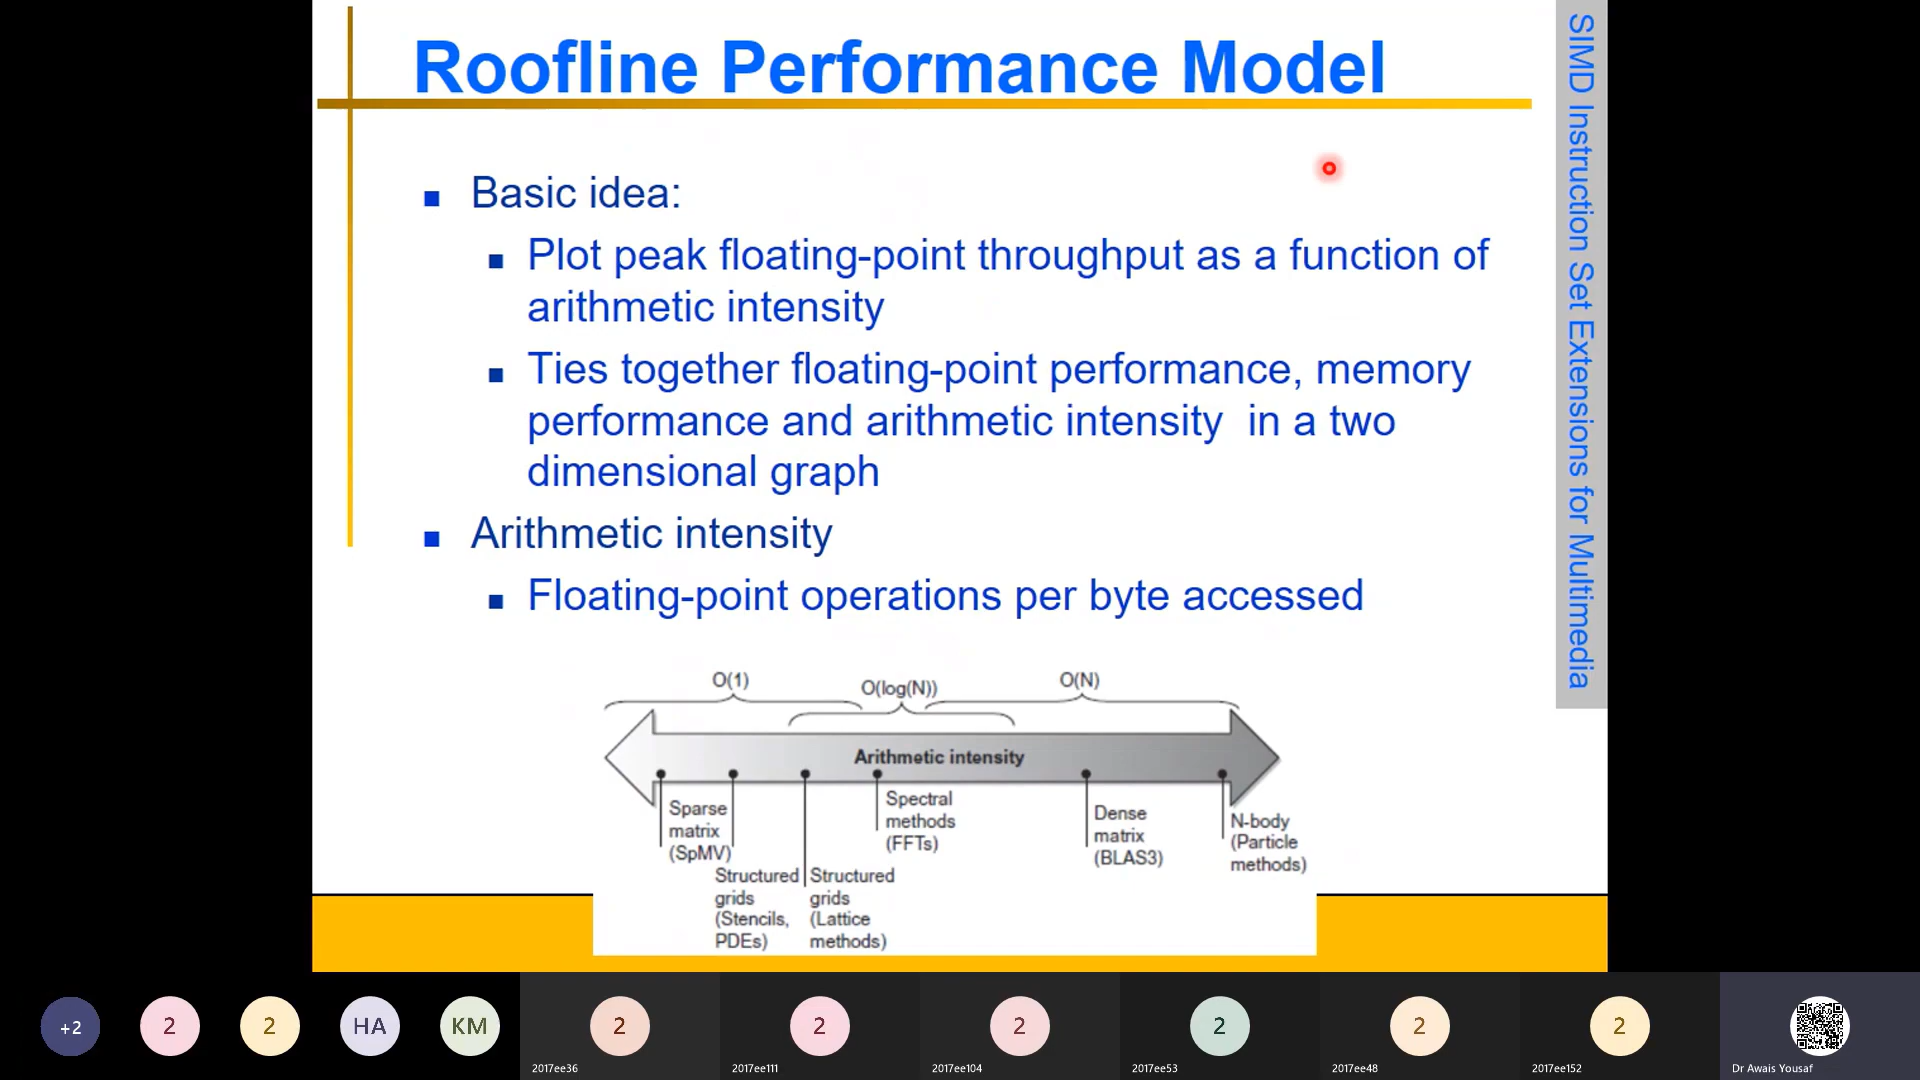 Roofline Performance Model
SIMD Instruction Set Extensions for Multimedia
Basic idea:
Plot peak floating-point throughput as a function of
arithmetic intensity
Ties together floating-point performance, memory
performance and arithmetic intensity in a two
dimensional graph
Arithmetic intensity
Floating-point operations per byte accessed
O(1)
O(log(N))
O(N)
Arithmetic intensity
Sparse
matrix
(SpMV)
Structured
grids
(Stencils,
PDEs)
Structured
grids
(Lattice
methods)
Spectral
methods
(FFTs)
Dense
matrix
(BLAS3)
N-body
(Particle
methods)
+2
2
2
HA
KM
2
2017ee36
2
2017ee111
2
2017ee104
2
2017ee53
2
2017ee48
2
2017ee152
Dr Awais Yousaf